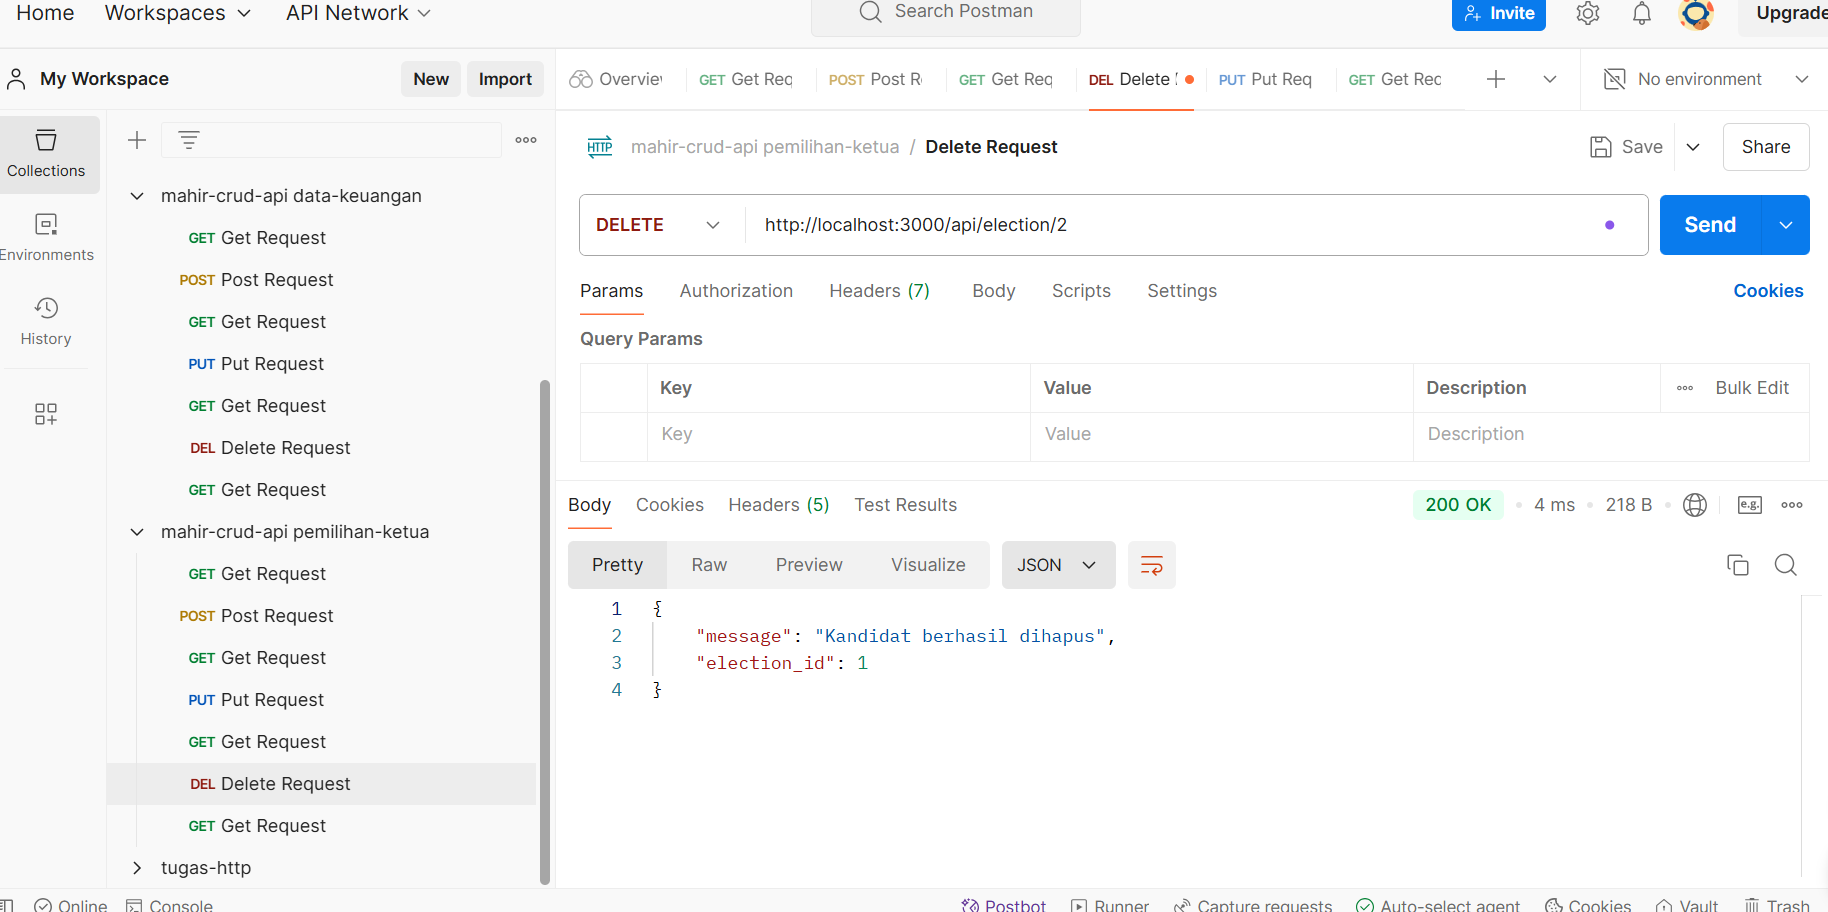 Home Workspaces API Network Search Postman Invite Upgrade
My Workspace New Import
Overview GET Get Req POST Post R GET Get Req DEL Delete PUT Put Req GET Get Rec No environment
Collections
Environments
History
mahir-crud-api data-keuangan
GET Get Request
POST Post Request
GET Get Request
PUT Put Request
GET Get Request
DEL Delete Request
GET Get Request
mahir-crud-api pemilihan-ketua
GET Get Request
POST Post Request
GET Get Request
PUT Put Request
GET Get Request
DEL Delete Request
GET Get Request
tugas-http
HTTP mahir-crud-api pemilihan-ketua / Delete Request Save Share
DELETE http://localhost:3000/api/election/2 Send
Params Authorization Headers (7) Body Scripts Settings Cookies
Query Params
Key Value Description Bulk Edit
Key Value Description
Body Cookies Headers (5) Test Results 200 OK 4 ms 218 B e.g.
Pretty Raw Preview Visualize JSON
1 {
2 "message": "Kandidat berhasil dihapus",
3 "election_id": 1
4 }
Online Console Postbot Runner Capture requests Auto-select agent Cookies Vault Trash